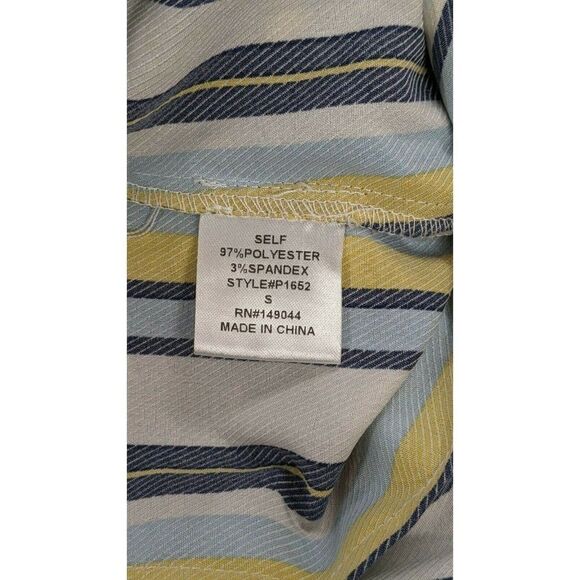 SELF
97%POLYESTER
3%SPANDEX
STYLE#P1652
S
RN#149044
MADE IN CHINA